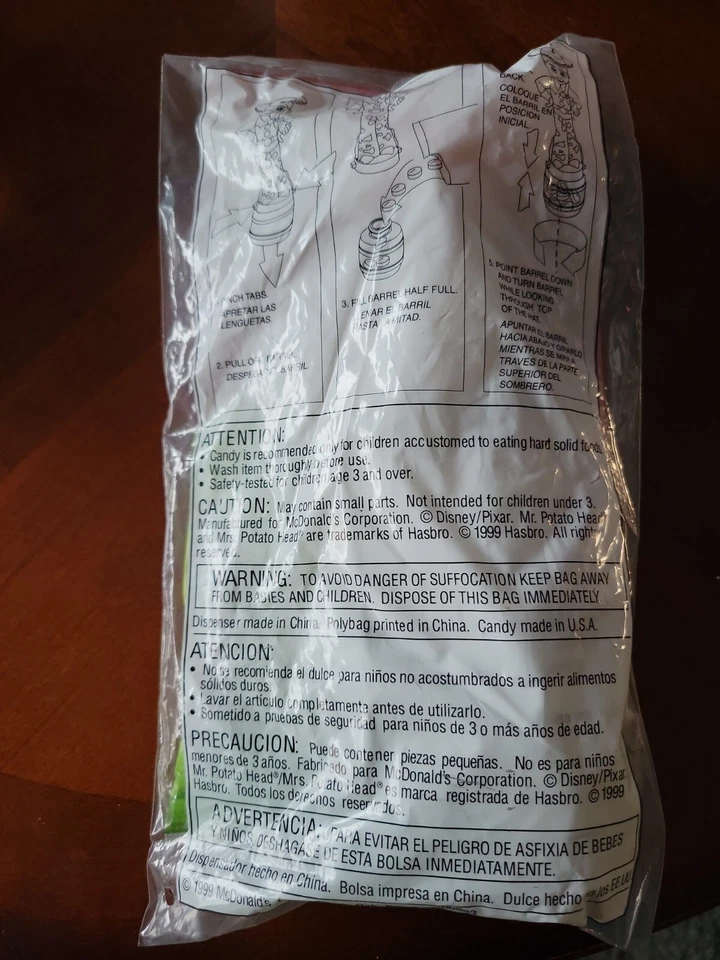 BACK.
COLOQUE
EL BARRIL EN
POSICION
INICIAL
TABS.
APRETAR LAS
LENGUETAS.
2. PULL OFF BARREL.
BARRIL
3. FILL BARREL HALF FULL.
BARRIL
HASTA LA MITAD.
5. POINT BARREL DOWN
AND TURN BARREL
WHILE LOOKING
THROUGH TOP
OF THE HAT.
APUNTAR EL BARRIL
HACIA ABAJO Y GIRARLO
MIENTRAS SE MIRA A
TRAVES DE LA PARTE
SUPERIOR DEL
SOMBRERO.
ATTENTION:
• Candy is recommended only for children accustomed to eating hard solid foods.
• Wash item thoroughly before use.
• Safety-tested for children age 3 and over.
CAUTION: May contain small parts. Not intended for children under 3.
Manufactured for McDonald's Corporation. © Disney/Pixar. Mr. Potato Head
and Mrs. Potato Head® are trademarks of Hasbro. © 1999 Hasbro. All rights
reserved.
WARNING: TO AVOID DANGER OF SUFFOCATION KEEP BAG AWAY
FROM BABIES AND CHILDREN. DISPOSE OF THIS BAG IMMEDIATELY
Dispenser made in China. Polybag printed in China. Candy made in U.S.A.
ATENCION:
• No se recomienda el dulce para niños no acostumbrados a ingerir alimentos
sólidos duros.
• Lavar el artículo completamente antes de utilizarlo.
• Sometido a pruebas de seguridad para niños de 3 o más años de edad.
PRECAUCION: Puede contener piezas pequeñas. No es para niños
menores de 3 años. Fabricado para McDonald's Corporation. © Disney/Pixar.
Mr. Potato Head®/Mrs. Potato Head® es marca registrada de Hasbro. © 1999
Hasbro. Todos los derechos reservados.
ADVERTENCIA: PARA EVITAR EL PELIGRO DE ASFIXIA DE BEBES
Y NIÑOS, DESHAGASE DE ESTA BOLSA INMEDIATAMENTE.
Dispensador hecho en China. Bolsa impresa en China. Dulce hecho en los EE.UU.
© 1999 McDonald's